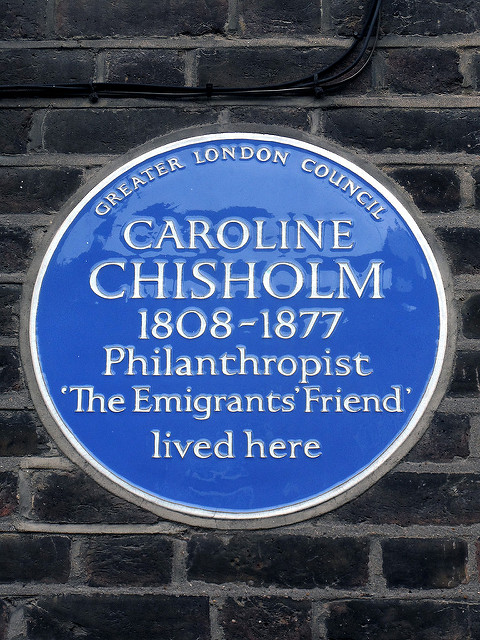 GREATER LONDON COUNCIL
CAROLINE
CHISHOLM
1808-1877
Philanthropist
'The Emigrants' Friend'
lived here